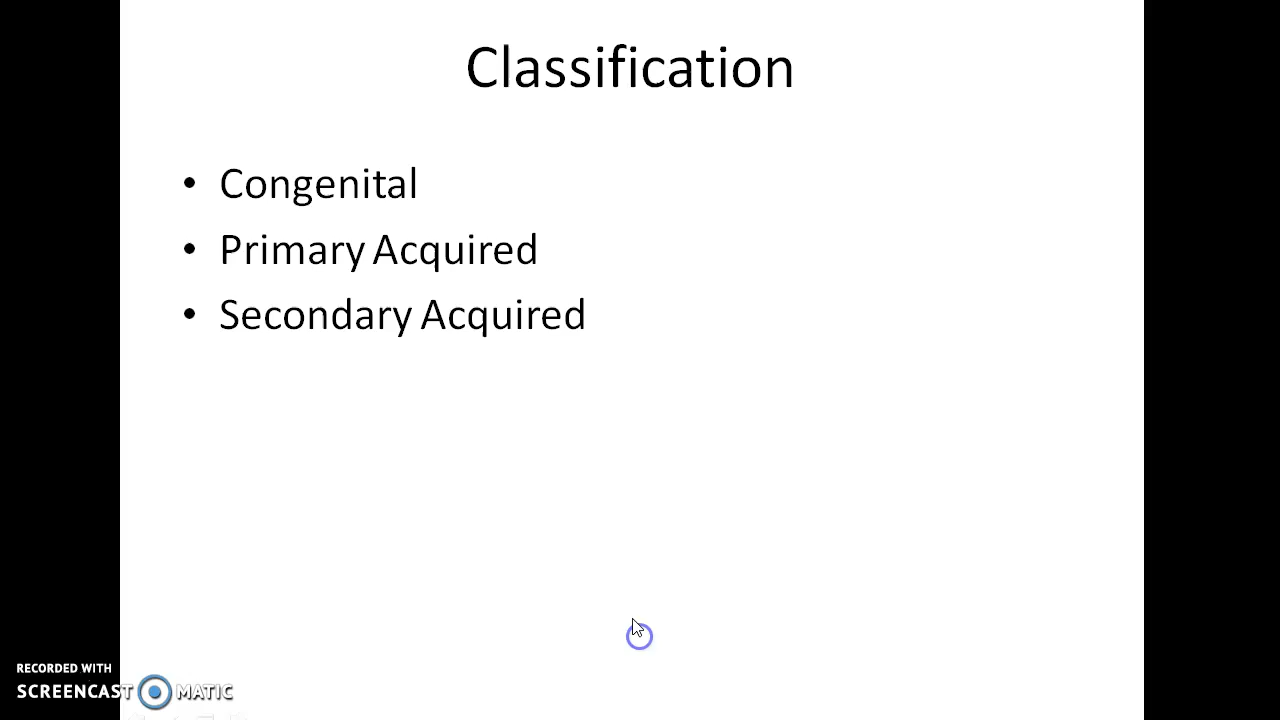 Classification
• Congenital
• Primary Acquired
• Secondary Acquired
RECORDED WITH
SCREENCAST MATIC